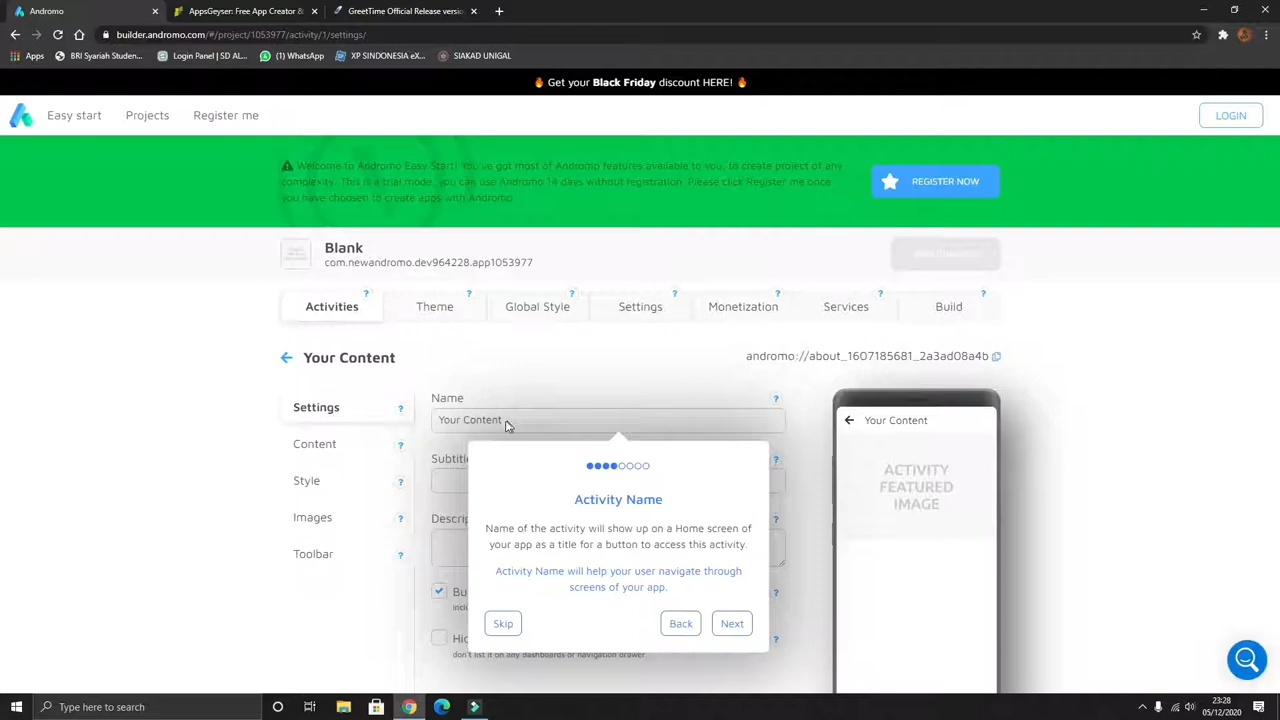 Andromo
AppsGeyser: Free App Creator &
GreeTime Official Release versio
builder.andromo.com/#/project/1053977/activity/1/settings/
Apps
BRI Syariah Studen...
Login Panel | SD AL...
(1) WhatsApp
XP SINDONESIA eX...
SIAKAD UNIGAL
Get your Black Friday discount HERE!
Easy start
Projects
Register me
LOGIN
Welcome to Andromo Easy Start! You've got most of Andromo features available to you, to create project of any
complexity. This is a trial mode, you can use Andromo 14 days without registration. Please click Register me once
you have choosen to create apps with Andromo
REGISTER NOW
Blank
com.newandromo.dev964228.app1053977
Activities ?
Theme ?
Global Style ?
Settings ?
Monetization ?
Services ?
Build ?
Your Content
andromo://about_1607185681_2a3ad08a4b
Settings ?
Content ?
Style ?
Images ?
Toolbar ?
Name ?
Your Content
Subtitl
?
Descrip
?
Bu
?
inclu
Hid
?
don't list it on any dashboards or navigation drawer.
Activity Name
Name of the activity will show up on a Home screen of
your app as a title for a button to access this activity.
Activity Name will help your user navigate through
screens of your app.
Skip
Back
Next
Your Content
ACTIVITY
FEATURED
IMAGE
Type here to search
23:28
05/12/2020